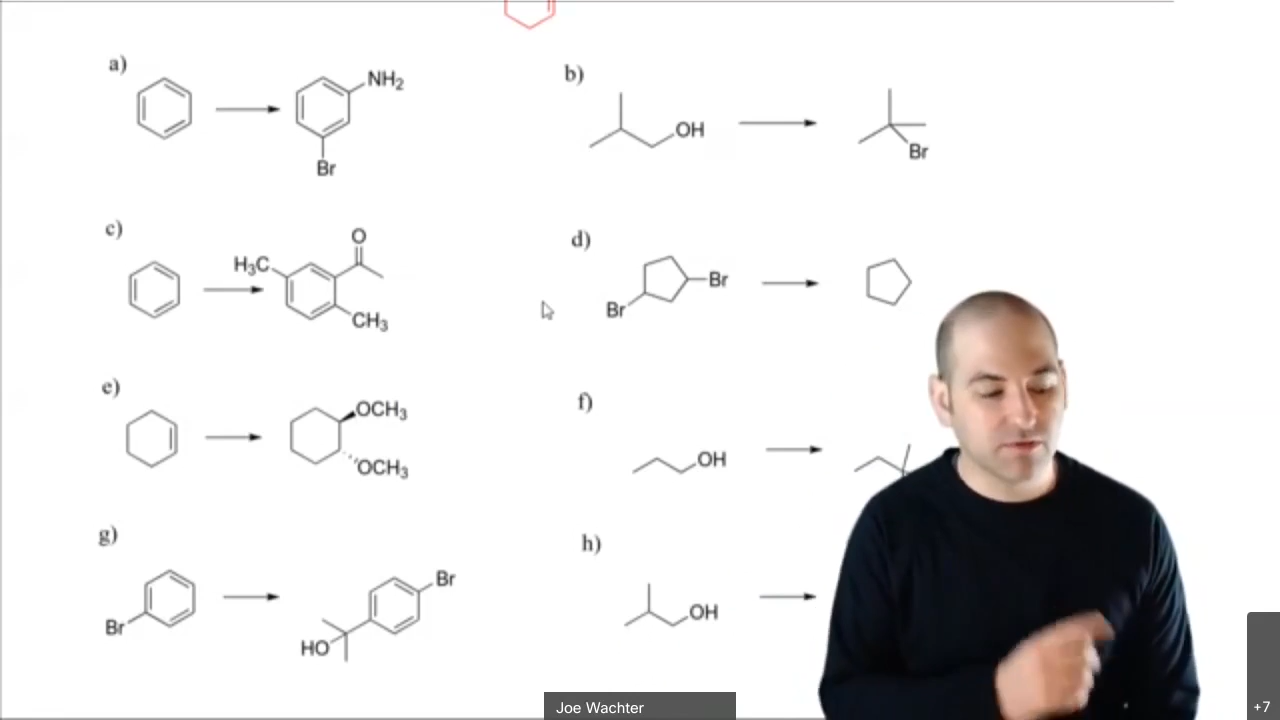 a)
NH2
Br
b)
OH
Br
c)
H3C
O
CH3
d)
Br
Br
e)
OCH3
OCH3
f)
OH
g)
Br
HO
Br
h)
OH
Joe Wachter
+7